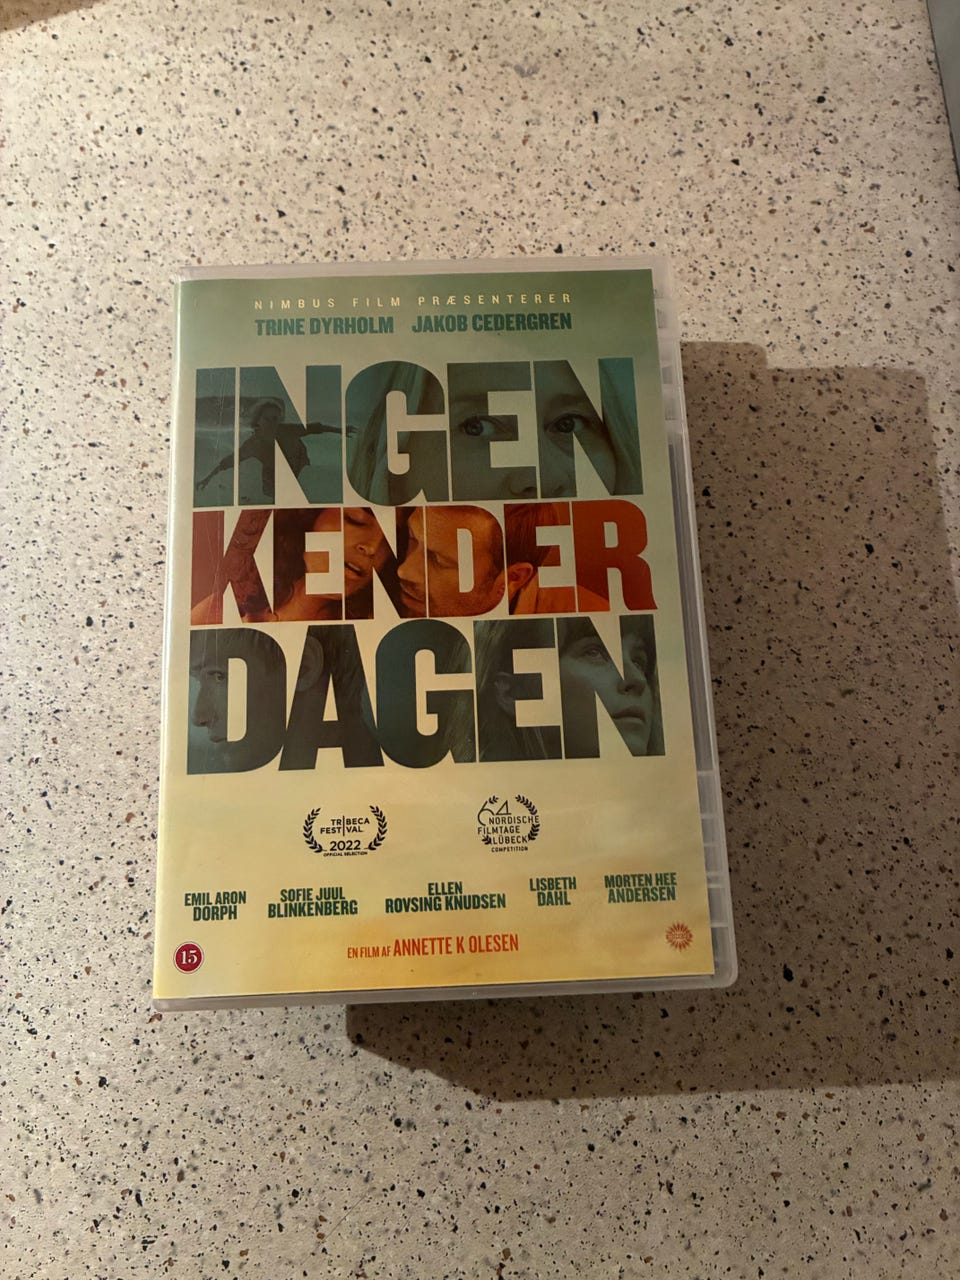 NIMBUS FILM PRÆSENTERER
TRINE DYRHOLM JAKOB CEDERGREN
INGEN
KENDER
DAGEN
TRIBECA
FESTIVAL
2022
OFFICIAL SELECTION
64
NORDISCHE
FILMTAGE
LÜBECK
COMPETITION
EMIL ARON
DORPH
SOFIE JUUL
BLINKENBERG
ELLEN
ROVSING KNUDSEN
LISBETH
DAHL
MORTEN HEE
ANDERSEN
EN FILM AF ANNETTE K OLESEN
15